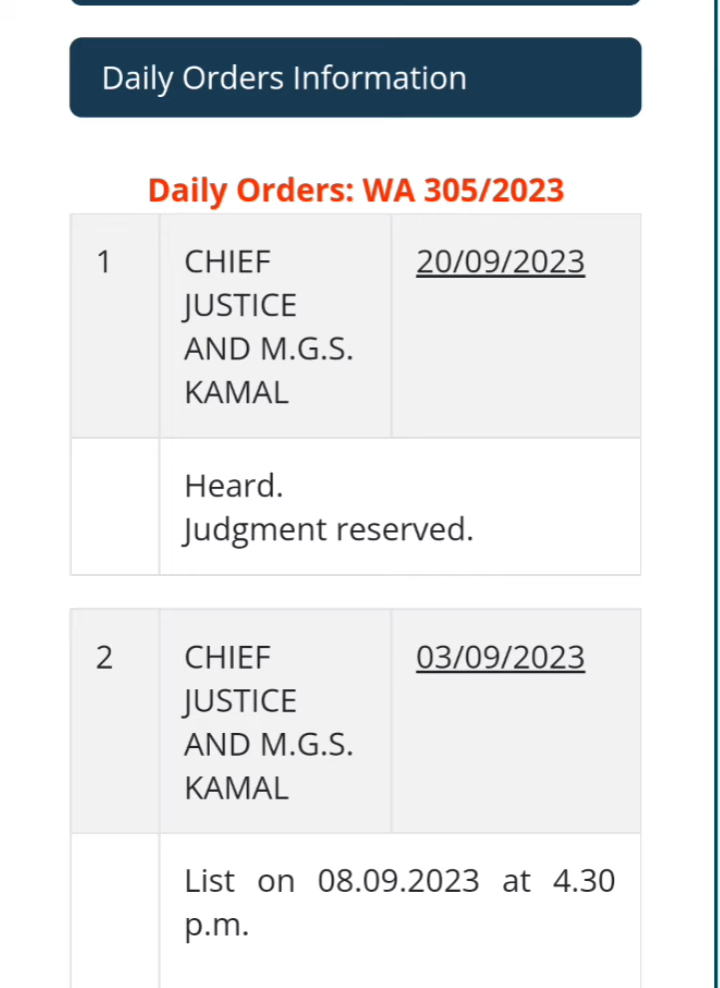 Daily Orders Information
Daily Orders: WA 305/2023
1
CHIEF
JUSTICE
AND M.G.S.
KAMAL
20/09/2023
Heard.
Judgment reserved.
2
CHIEF
JUSTICE
AND M.G.S.
KAMAL
03/09/2023
List on 08.09.2023 at 4.30
p.m.